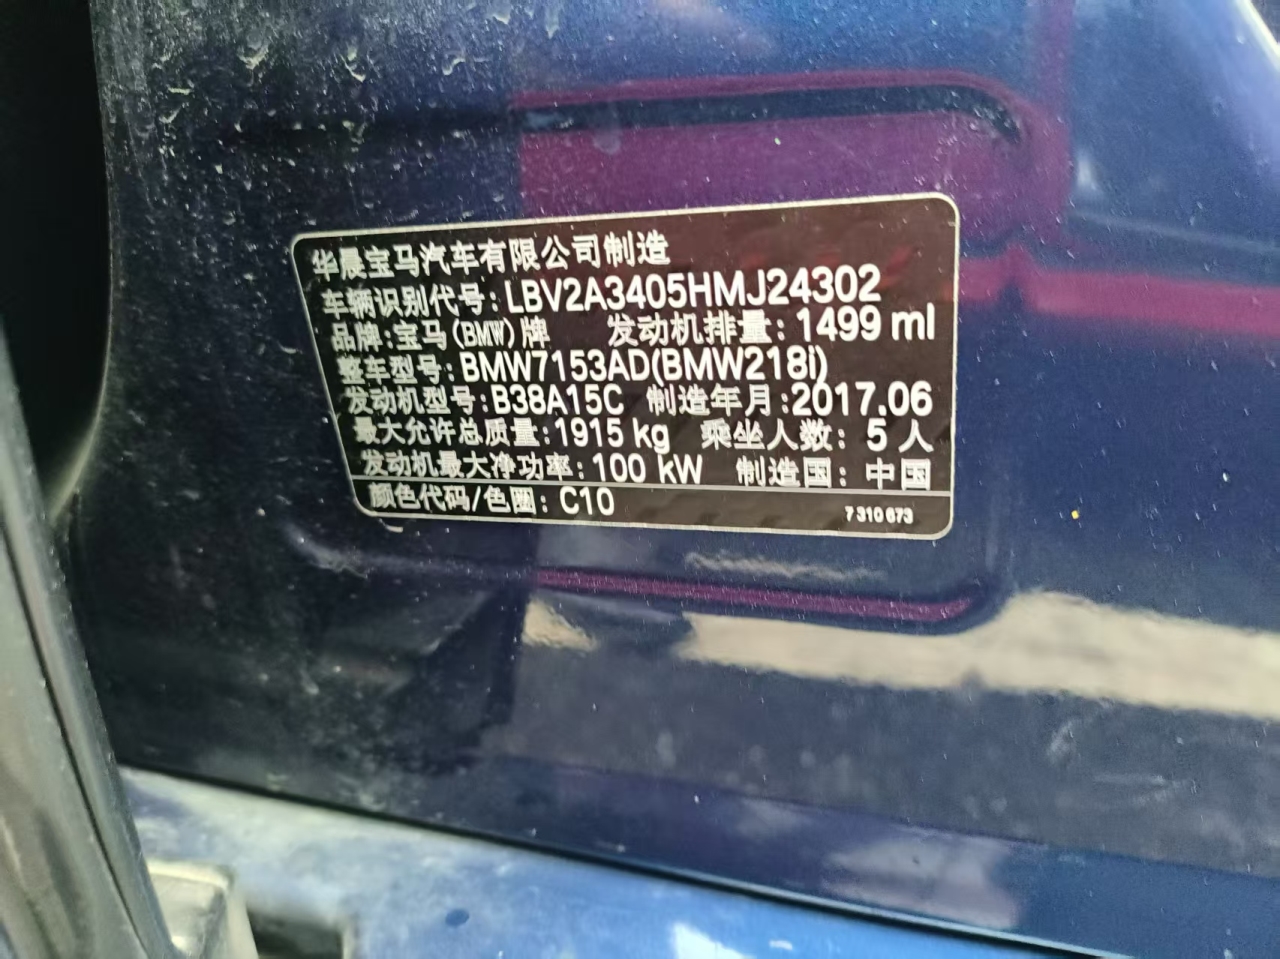 华晨宝马汽车有限公司制造
车辆识别代号:LBV2A3405HMJ24302
品牌:宝马(BMW)牌 发动机排量:1499 ml
整车型号:BMW7153AD(BMW218i)
发动机型号:B38A15C 制造年月:2017.06
最大允许总质量:1915 kg 乘坐人数: 5 人
发动机最大净功率:100 kW 制造国: 中国
颜色代码/色圈: C10 7 310 673